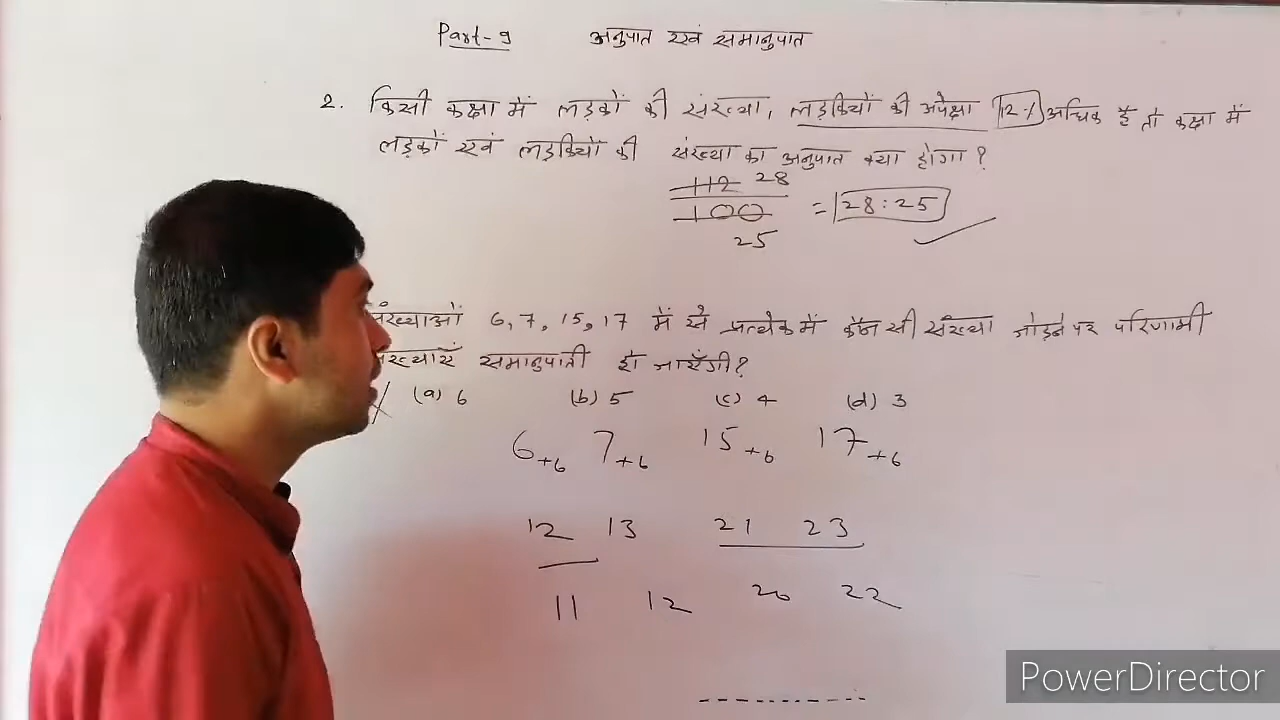 Part-9 अनुपात एवं समानुपात
2. किसी कक्षा में लड़कों की संख्या, लड़कियों की अपेक्षा 12% अधिक है तो कक्षा में
लड़कों एवं लड़कियों की संख्या का अनुपात क्या होगा ?
112 28
100 = 28:25
25
संख्याओं 6, 7, 15, 17 में से प्रत्येक में कौन सी संख्या जोड़ने पर परिणामी
संख्याएँ समानुपाती हो जाएँगी?
(a) 6 (b) 5 (c) 4 (d) 3
6+6 7+6 15+6 17+6
12 13 21 23
11 12 20 22
PowerDirector